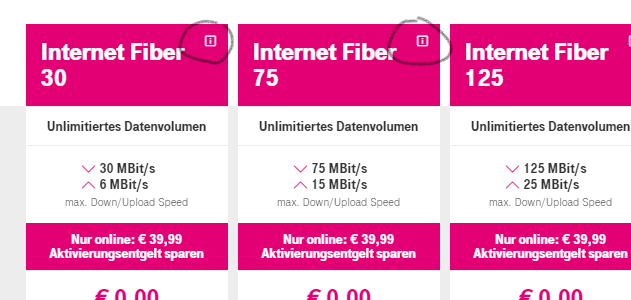 Internet Fiber
30
Unlimitiertes Datenvolumen
30 MBit/s
6 MBit/s
max. Down/Upload Speed
Nur online: € 39,99
Aktivierungsentgelt sparen
€ 0,00
Internet Fiber
75
Unlimitiertes Datenvolumen
75 MBit/s
15 MBit/s
max. Down/Upload Speed
Nur online: € 39,99
Aktivierungsentgelt sparen
€ 0,00
Internet Fiber
125
Unlimitiertes Datenvolumen
125 MBit/s
25 MBit/s
max. Down/Upload Speed
Nur online: € 39,99
Aktivierungsentgelt sparen
€ 0,00